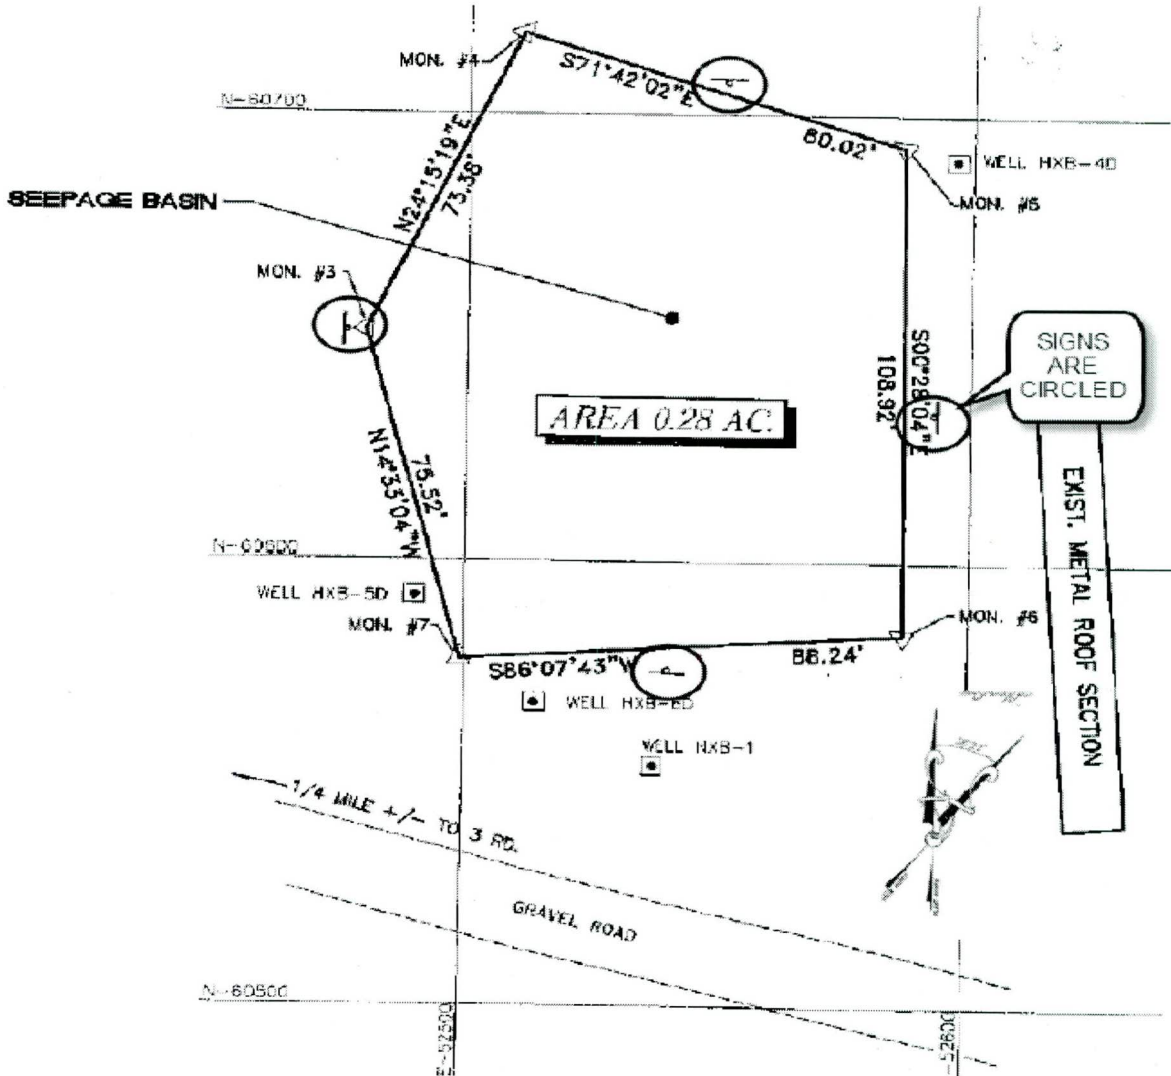 MON. #4
S71°42'02"E
80.02'
N-60700
N24°15'19"E
73.38'
WELL HXB-4D
MON. #5
SEEPAGE BASIN
MON. #3
SIGNS
ARE
CIRCLED
S00°28'04"E
108.92'
AREA 0.28 AC.
N14°33'04"W
75.52'
EXIST. METAL ROOF SECTION
N-60600
WELL HXB-5D
MON. #7
MON. #6
S86°07'43"W
88.24'
WELL HXB-6D
WELL HXB-1
1/4 MILE +/- TO 3 RD.
GRAVEL ROAD
N-60500
E-52500
-52600